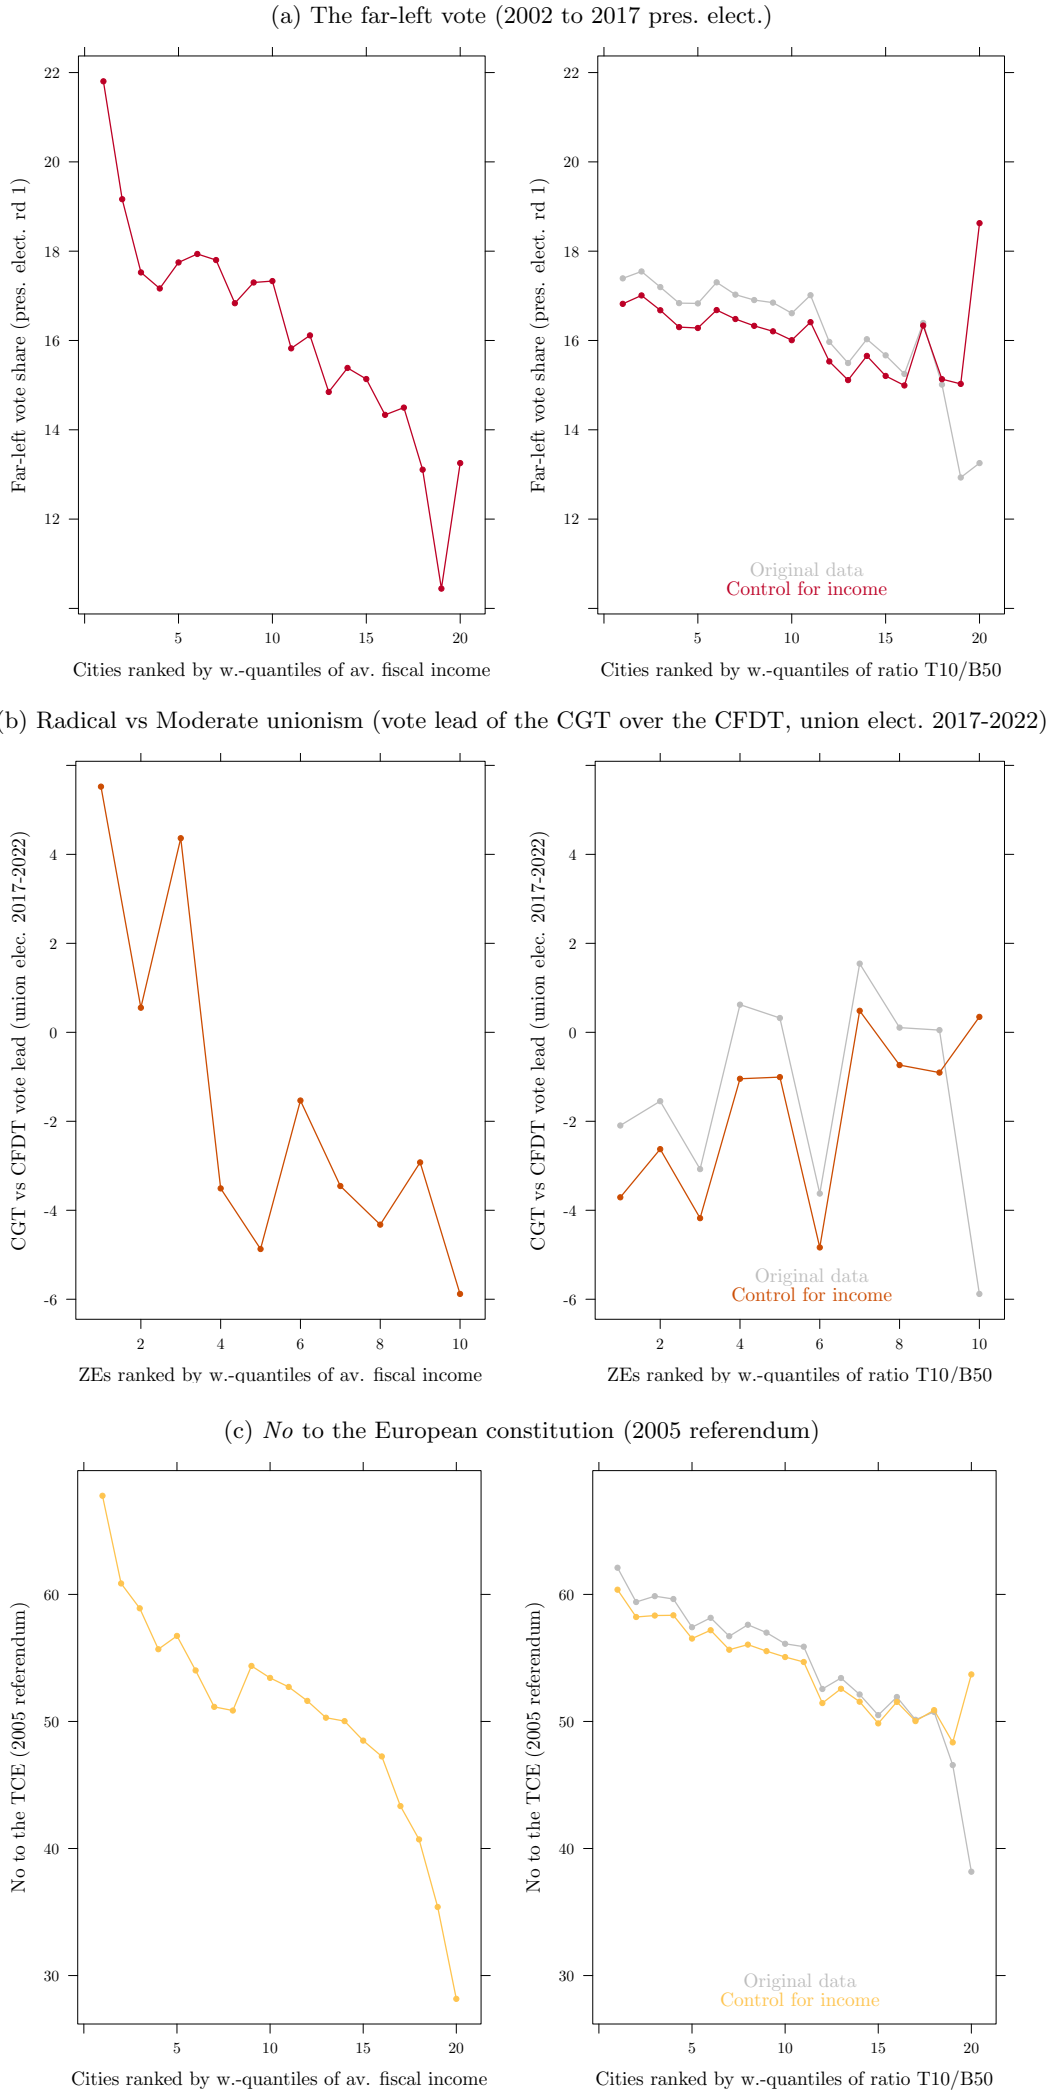 (a) The far-left vote (2002 to 2017 pres. elect.)
Far-left vote share (pres. elect. rd 1)
22
20
18
16
14
12
5 10 15 20
Cities ranked by w.-quantiles of av. fiscal income
Far-left vote share (pres. elect. rd 1)
22
20
18
16
14
12
Original data
Control for income
5 10 15 20
Cities ranked by w.-quantiles of ratio T10/B50
b) Radical vs Moderate unionism (vote lead of the CGT over the CFDT, union elect. 2017-2022)
CGT vs CFDT vote lead (union elec. 2017-2022)
4
2
0
-2
-4
-6
2 4 6 8 10
ZEs ranked by w.-quantiles of av. fiscal income
CGT vs CFDT vote lead (union elec. 2017-2022)
4
2
0
-2
-4
-6
Original data
Control for income
2 4 6 8 10
ZEs ranked by w.-quantiles of ratio T10/B50
(c) No to the European constitution (2005 referendum)
No to the TCE (2005 referendum)
60
50
40
30
5 10 15 20
Cities ranked by w.-quantiles of av. fiscal income
No to the TCE (2005 referendum)
60
50
40
30
Original data
Control for income
5 10 15 20
Cities ranked by w.-quantiles of ratio T10/B50